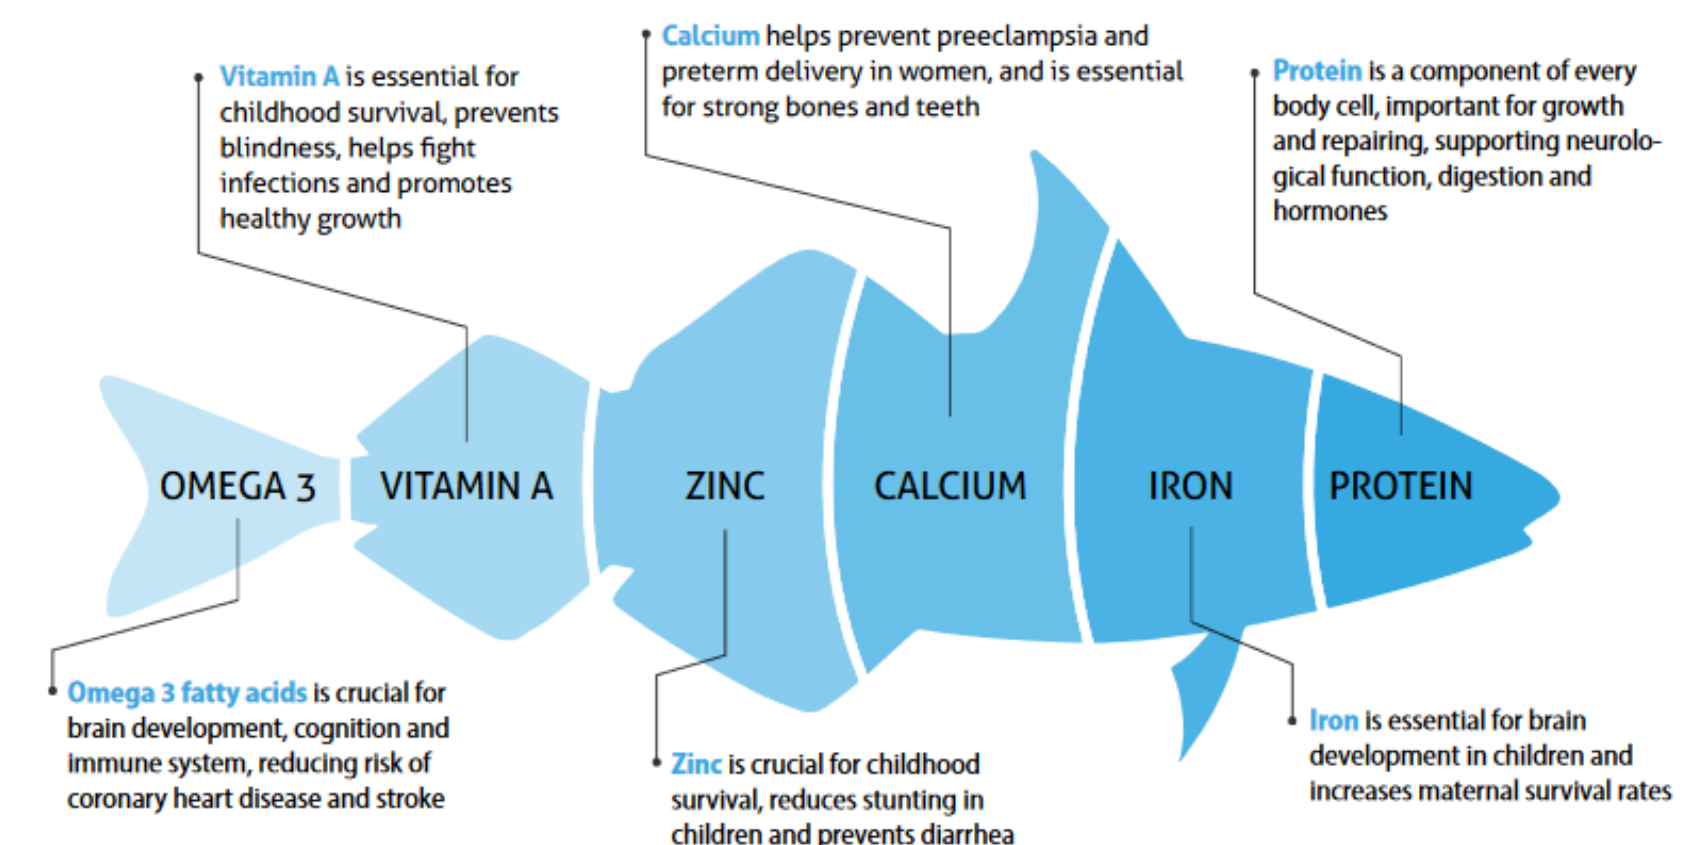 Calcium helps prevent preeclampsia and
preterm delivery in women, and is essential
for strong bones and teeth
Vitamin A is essential for
childhood survival, prevents
blindness, helps fight
infections and promotes
healthy growth
Protein is a component of every
body cell, important for growth
and repairing, supporting neurolo-
gical function, digestion and
hormones
OMEGA 3
VITAMIN A
ZINC
CALCIUM
IRON
PROTEIN
Omega 3 fatty acids is crucial for
brain development, cognition and
immune system, reducing risk of
coronary heart disease and stroke
Zinc is crucial for childhood
survival, reduces stunting in
children and prevents diarrhea
Iron is essential for brain
development in children and
increases maternal survival rates